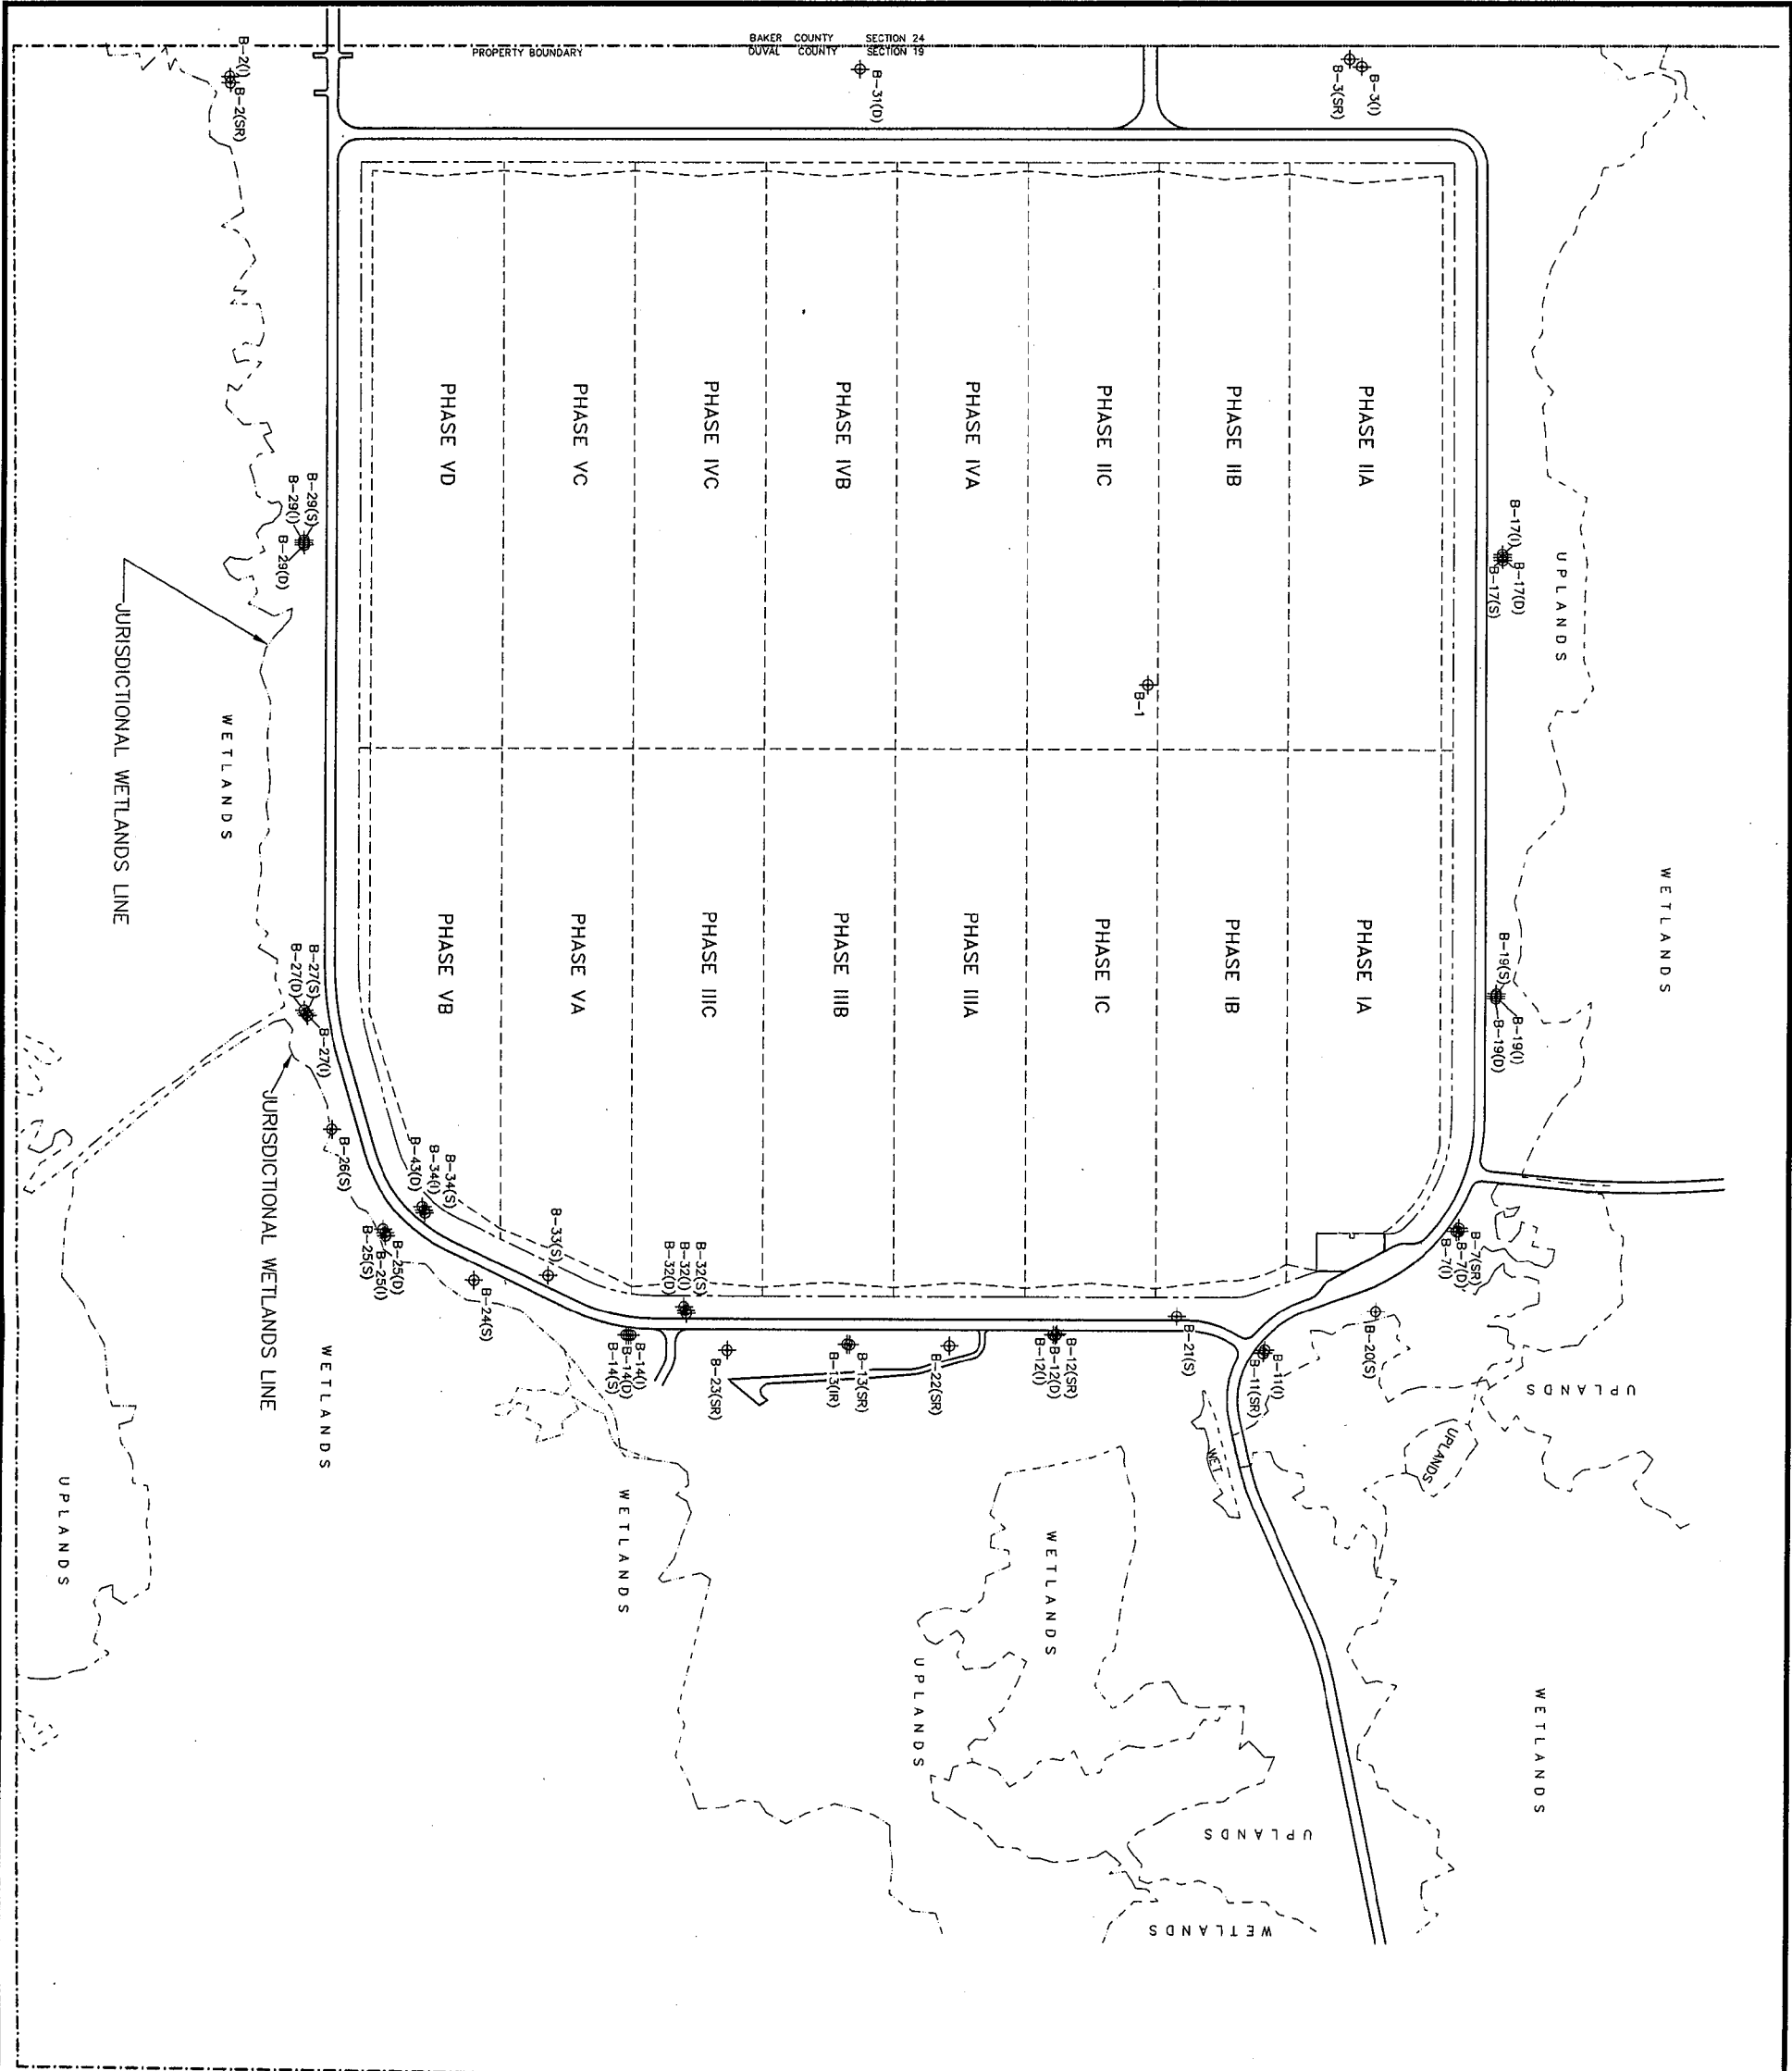 BAKER COUNTY SECTION 24
DUVAL COUNTY SECTION 19
PROPERTY BOUNDARY
B-2(I)
B-2(SR)
B-31(D)
B-3(I)
B-3(SR)
PHASE VD
PHASE VC
PHASE IVC
PHASE IVB
PHASE IVA
PHASE IIC
PHASE IIB
PHASE IIA
B-29(S)
B-29(I)
B-29(D)
B-17(I)
B-17(D)
B-17(S)
UPLANDS
B-1
JURISDICTIONAL WETLANDS LINE
WETLANDS
WETLANDS
PHASE VB
PHASE VA
PHASE IIIC
PHASE IIIB
PHASE IIIA
PHASE IC
PHASE IB
PHASE IA
B-19(S)
B-19(I)
B-19(D)
B-27(S)
B-27(D)
B-27(I)
JURISDICTIONAL WETLANDS LINE
B-26(S)
B-34(S)
B-34(I)
B-43(D)
B-25(D)
B-25(I)
B-25(S)
B-24(S)
B-33(S)
B-32(S)
B-32(I)
B-32(D)
B-14(I)
B-14(D)
B-14(S)
B-23(SR)
B-13(SR)
B-13(IR)
B-22(SR)
B-12(SR)
B-12(D)
B-12(I)
B-21(S)
B-11(I)
B-11(SR)
B-20(S)
B-7(SR)
B-7(D)
B-7(I)
UPLANDS
UPLANDS
WET
WETLANDS
UPLANDS
WETLANDS
WETLANDS
UPLANDS
WETLANDS
UPLANDS
WETLANDS